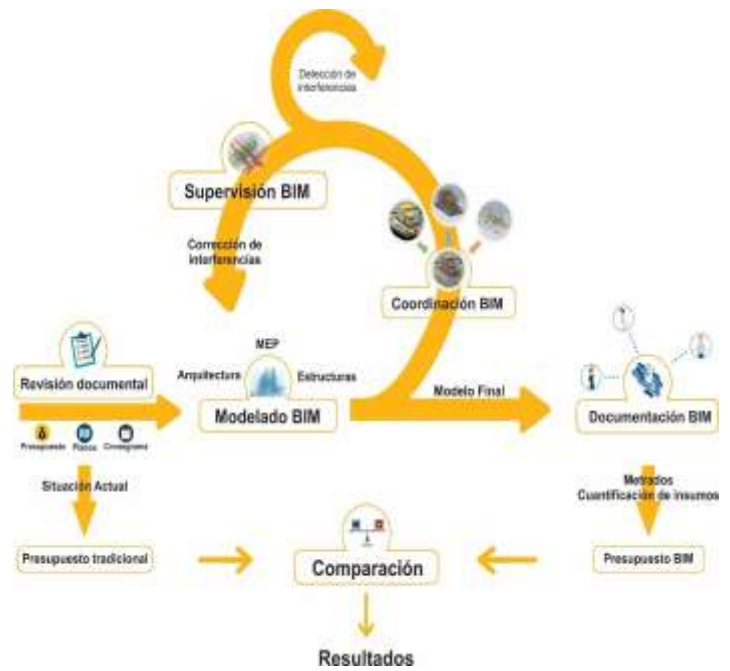 Detección de
interferencias
Supervisión BIM
Corrección de
interferencias
Coordinación BIM
MEP
Arquitectura
Estructuras
Modelado BIM
Revisión documental
Presupuesto
Planos
Cronograma
Modelo Final
Documentación BIM
Situación Actual
Metrados
Cuantificación de insumos
Presupuesto tradicional
Comparación
Presupuesto BIM
Resultados